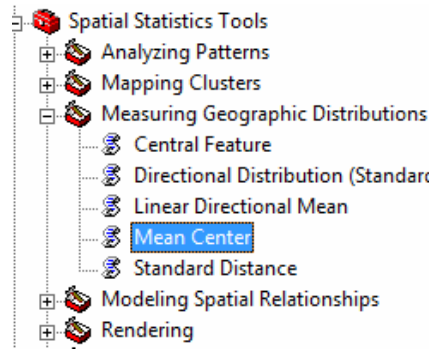 Spatial Statistics Tools
Analyzing Patterns
Mapping Clusters
Measuring Geographic Distributions
Central Feature
Directional Distribution (Standard
Linear Directional Mean
Mean Center
Standard Distance
Modeling Spatial Relationships
Rendering